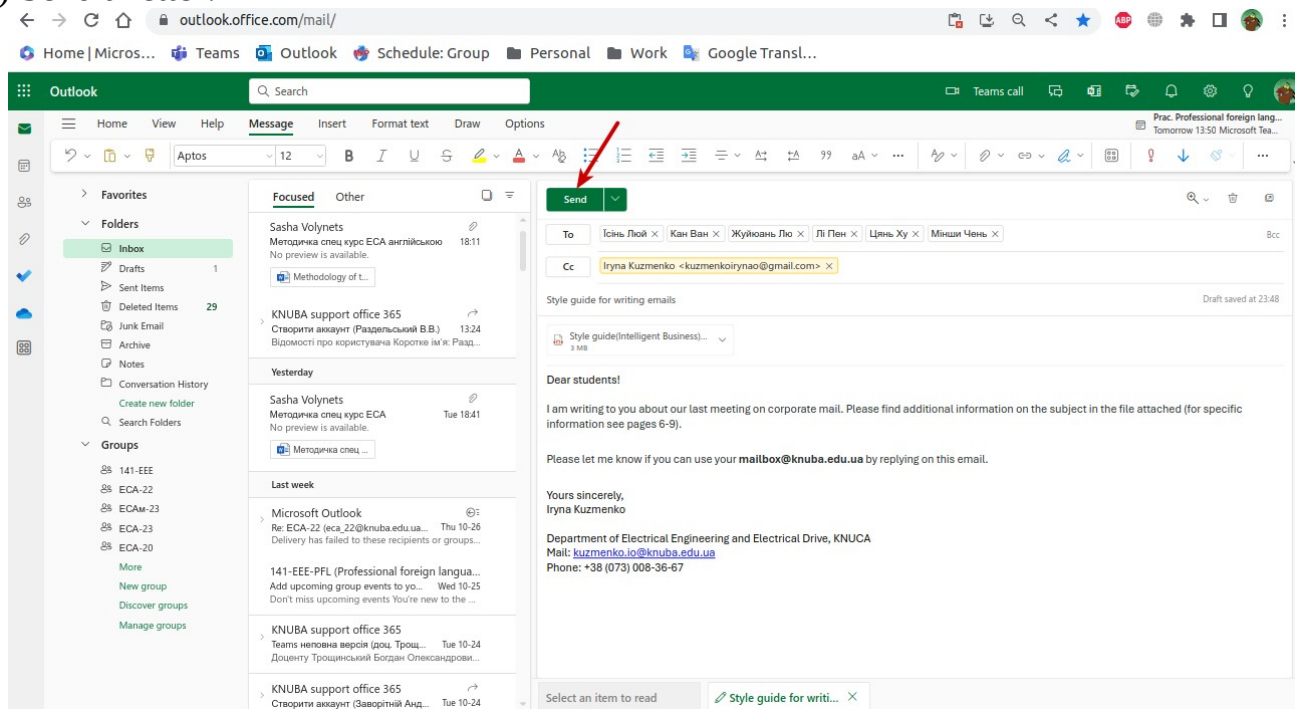 outlook.office.com/mail/
ABP
Home | Micros... Teams Outlook Schedule: Group Personal Work Google Transl...
Outlook Search Teams call
Home View Help Message Insert Format text Draw Options
Prac. Professional foreign lang...
Tomorrow 13:50 Microsoft Tea...
Aptos 12 B I U S A
Favorites
Folders
Inbox
Drafts 1
Sent Items
Deleted Items 29
Junk Email
Archive
Notes
Conversation History
Create new folder
Search Folders
Groups
141-EEE
ECA-22
ECAм-23
ECA-23
ECA-20
More
New group
Discover groups
Manage groups
Focused Other
Sasha Volynets
Методичка спец курс ЕСА англійською 18:11
No preview is available.
Methodology of t...
KNUBA support office 365
Створити аккаунт (Раздельський В.В.) 13:24
Відомості про користувача Коротке ім'я: Разд...
Yesterday
Sasha Volynets
Методичка спец курс ЕСА Tue 18:41
No preview is available.
Методичка спец ...
Last week
Microsoft Outlook
Re: ECA-22 (eca_22@knuba.edu.ua... Thu 10-26
Delivery has failed to these recipients or groups...
141-EEE-PFL (Professional foreign langua...
Add upcoming group events to yo... Wed 10-25
Don't miss upcoming events You're new to the ...
KNUBA support office 365
Teams неповна версія (доц. Трощ... Tue 10-24
Доценту Трощинський Богдан Олександрови...
KNUBA support office 365
Створити аккаунт (Заворітній Анд... Tue 10-24
Send
To Їсінь Люй Кан Ван Жуйюань Лю Лі Пен Цянь Ху Мінши Чень Bcc
Cc Iryna Kuzmenko <kuzmenkoirynao@gmail.com>
Style guide for writing emails Draft saved at 23:48
Style guide(Intelligent Business)...
3 MB
Dear students!
I am writing to you about our last meeting on corporate mail. Please find additional information on the subject in the file attached (for specific
information see pages 6-9).
Please let me know if you can use your mailbox@knuba.edu.ua by replying on this email.
Yours sincerely,
Iryna Kuzmenko
Department of Electrical Engineering and Electrical Drive, KNUCA
Mail: kuzmenko.io@knuba.edu.ua
Phone: +38 (073) 008-36-67
Select an item to read Style guide for writi...